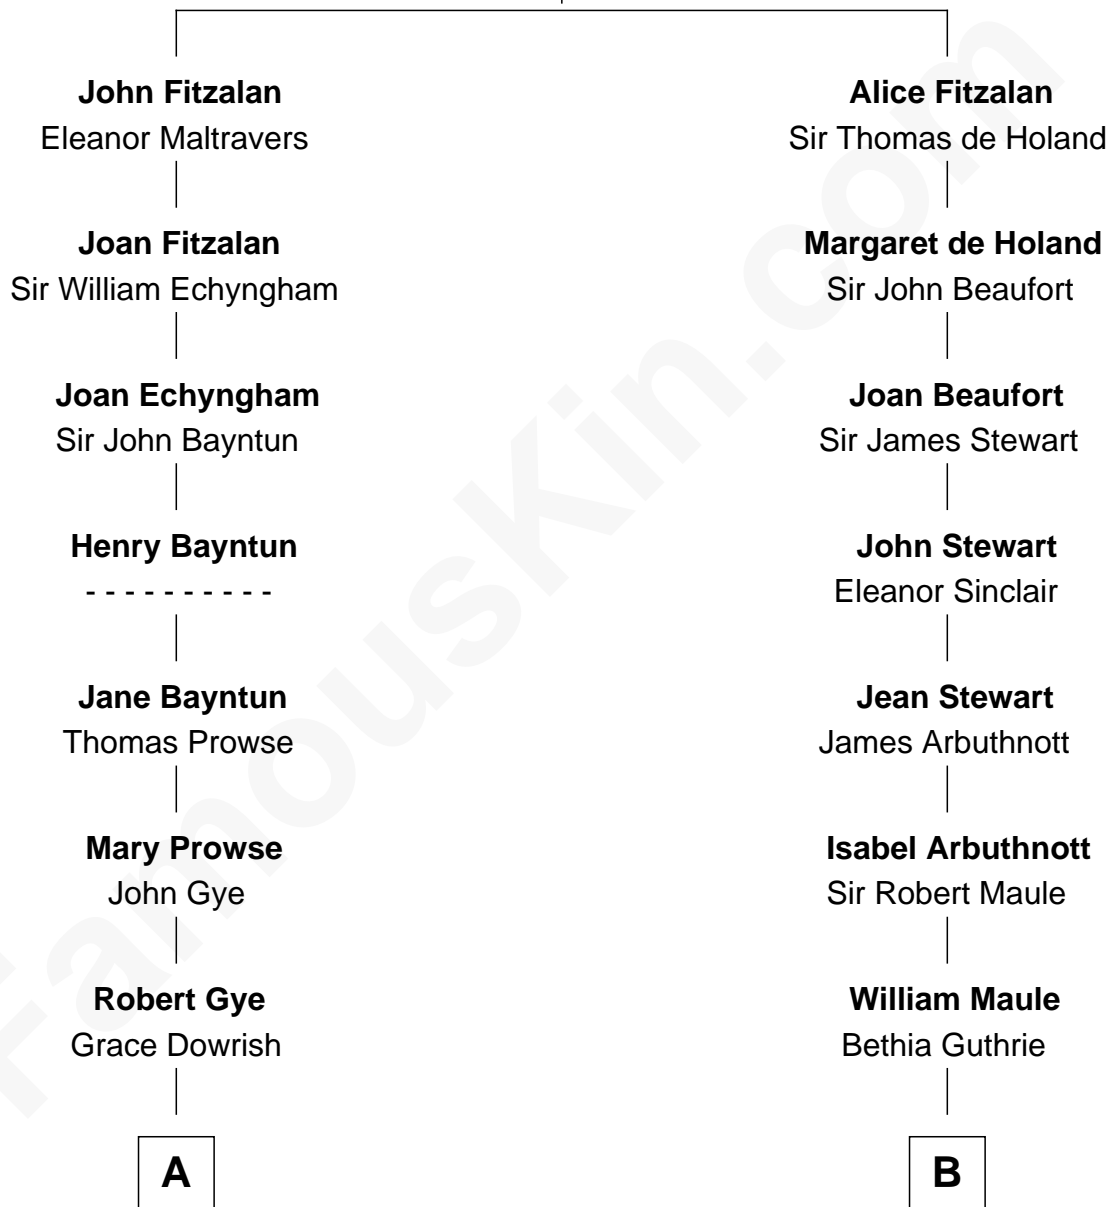 John Fitzalan
Eleanor Maltravers
Joan Fitzalan
Sir William Echyngham
Joan Echyngham
Sir John Bayntun
Henry Bayntun
- - - - - - - - - -
Jane Bayntun
Thomas Prowse
Mary Prowse
John Gye
Robert Gye
Grace Dowrish
A
Alice Fitzalan
Sir Thomas de Holand
Margaret de Holand
Sir John Beaufort
Joan Beaufort
Sir James Stewart
John Stewart
Eleanor Sinclair
Jean Stewart
James Arbuthnott
Isabel Arbuthnott
Sir Robert Maule
William Maule
Bethia Guthrie
B
FamousKin.com